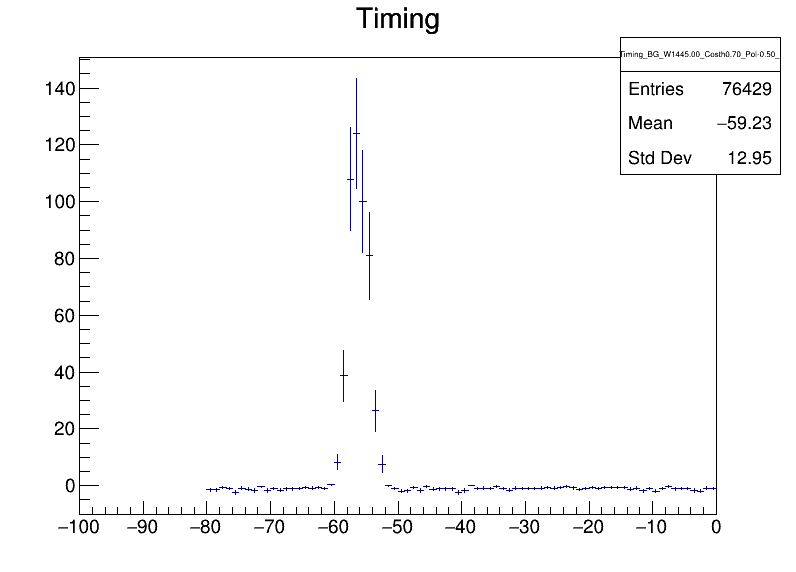 Timing
Timing_BG_W1445.00_Costh0.70_Pol-0.50_
Entries 76429
Mean −59.23
Std Dev 12.95
140
120
100
80
60
40
20
0
−100 −90 −80 −70 −60 −50 −40 −30 −20 −10 0